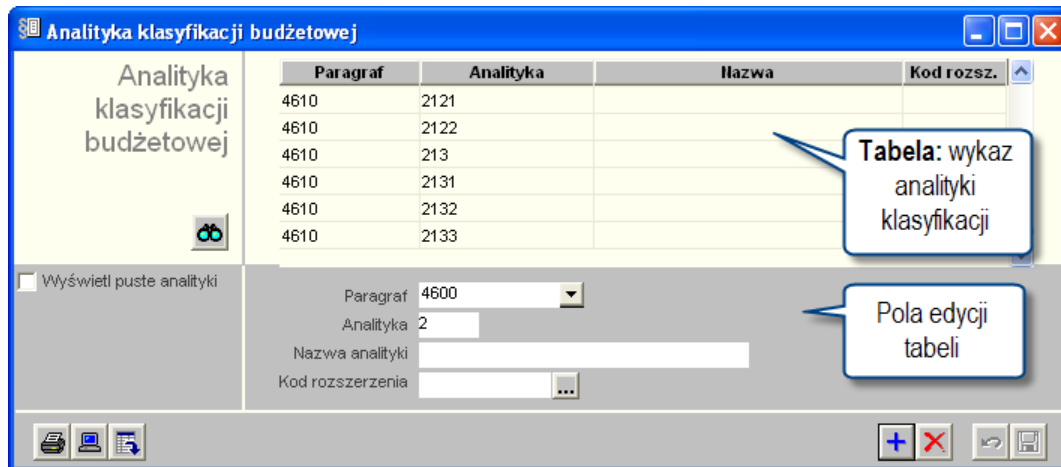 Analityka klasyfikacji budżetowej
Analityka
klasyfikacji
budżetowej
Paragraf Analityka Nazwa Kod rozsz.
4610 2121
4610 2122
4610 213
4610 2131
4610 2132
4610 2133
Tabela: wykaz
analityki
klasyfikacji
Wyświetl puste analityki
Paragraf 4600
Analityka 2
Nazwa analityki
Kod rozszerzenia ...
Pola edycji
tabeli